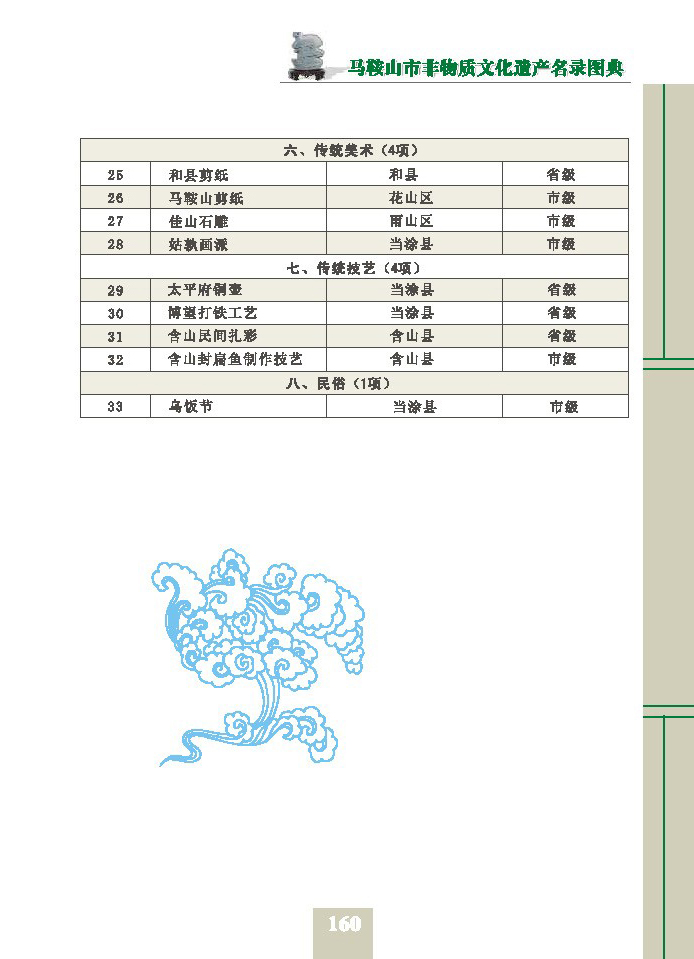 马鞍山市非物质文化遗产名录图典
六、传统美术（4项）
25 和县剪纸 和县 省级
26 马鞍山剪纸 花山区 市级
27 佳山石雕 雨山区 市级
28 姑孰画派 当涂县 市级
七、传统技艺（4项）
29 太平府铜壶 当涂县 省级
30 博望打铁工艺 当涂县 省级
31 含山民间扎彩 含山县 省级
32 含山封扁鱼制作技艺 含山县 市级
八、民俗（1项）
33 乌饭节 当涂县 市级
160